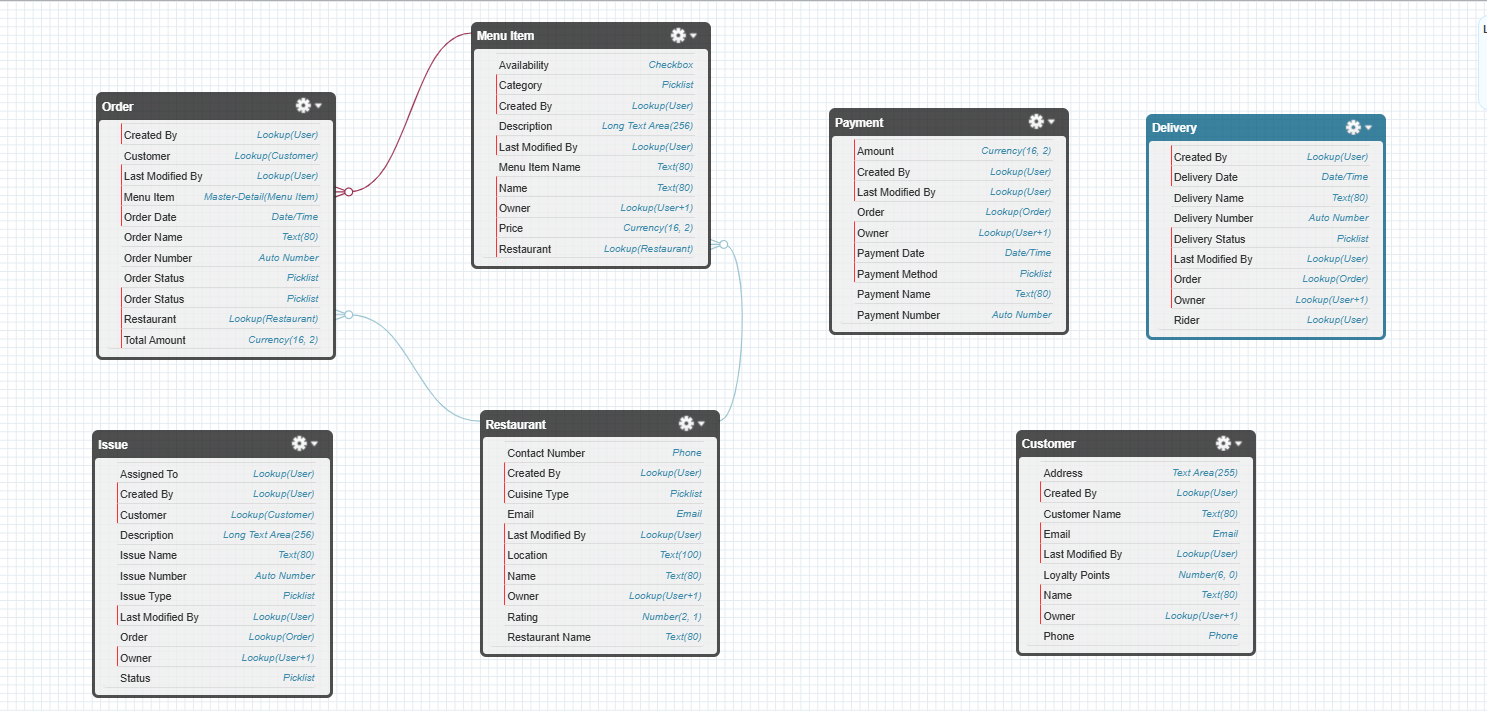 Menu Item
Availability Checkbox
Category Picklist
Created By Lookup(User)
Description Long Text Area(256)
Last Modified By Lookup(User)
Menu Item Name Text(80)
Name Text(80)
Owner Lookup(User+1)
Price Currency(16, 2)
Restaurant Lookup(Restaurant)
Order
Created By Lookup(User)
Customer Lookup(Customer)
Last Modified By Lookup(User)
Menu Item Master-Detail(Menu Item)
Order Date Date/Time
Order Name Text(80)
Order Number Auto Number
Order Status Picklist
Order Status Picklist
Restaurant Lookup(Restaurant)
Total Amount Currency(16, 2)
Payment
Amount Currency(16, 2)
Created By Lookup(User)
Last Modified By Lookup(User)
Order Lookup(Order)
Owner Lookup(User+1)
Payment Date Date/Time
Payment Method Picklist
Payment Name Text(80)
Payment Number Auto Number
Delivery
Created By Lookup(User)
Delivery Date Date/Time
Delivery Name Text(80)
Delivery Number Auto Number
Delivery Status Picklist
Last Modified By Lookup(User)
Order Lookup(Order)
Owner Lookup(User+1)
Rider Lookup(User)
Issue
Assigned To Lookup(User)
Created By Lookup(User)
Customer Lookup(Customer)
Description Long Text Area(256)
Issue Name Text(80)
Issue Number Auto Number
Issue Type Picklist
Last Modified By Lookup(User)
Order Lookup(Order)
Owner Lookup(User+1)
Status Picklist
Restaurant
Contact Number Phone
Created By Lookup(User)
Cuisine Type Picklist
Email Email
Last Modified By Lookup(User)
Location Text(100)
Name Text(80)
Owner Lookup(User+1)
Rating Number(2, 1)
Restaurant Name Text(80)
Customer
Address Text Area(255)
Created By Lookup(User)
Customer Name Text(80)
Email Email
Last Modified By Lookup(User)
Loyalty Points Number(6, 0)
Name Text(80)
Owner Lookup(User+1)
Phone Phone